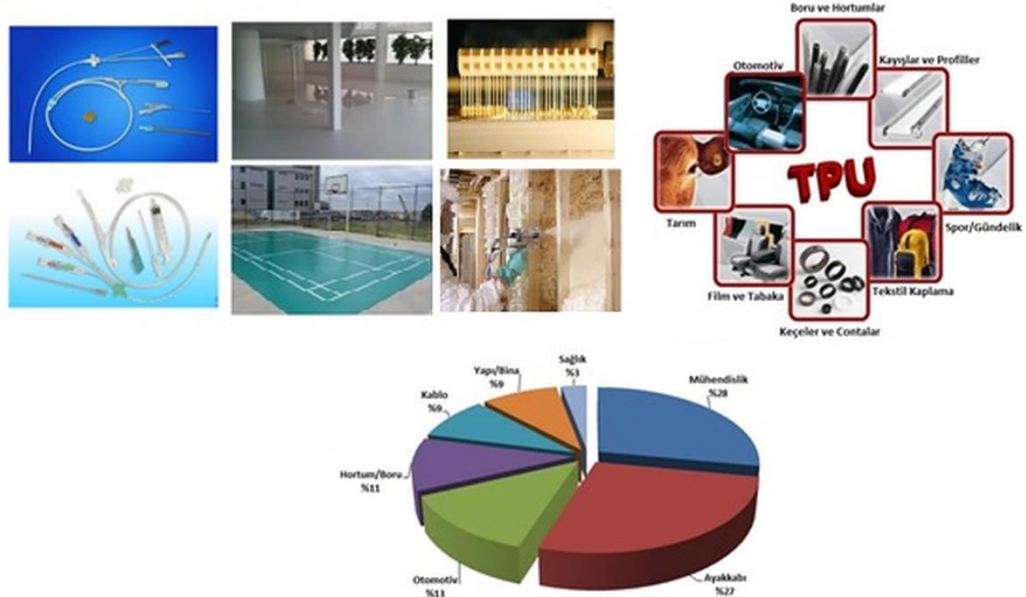 Boru ve Hortumlar
Otomotiv
Kayışlar ve Profiller
TPU
Tarım
Spor/Gündelik
Film ve Tabaka
Tekstil Kaplama
Keçeler ve Contalar
Sağlık
%3
Yapı/Bina
%9
Mühendislik
%28
Kablo
%9
Hortum/Boru
%11
Otomotiv
%13
Ayakkabı
%27